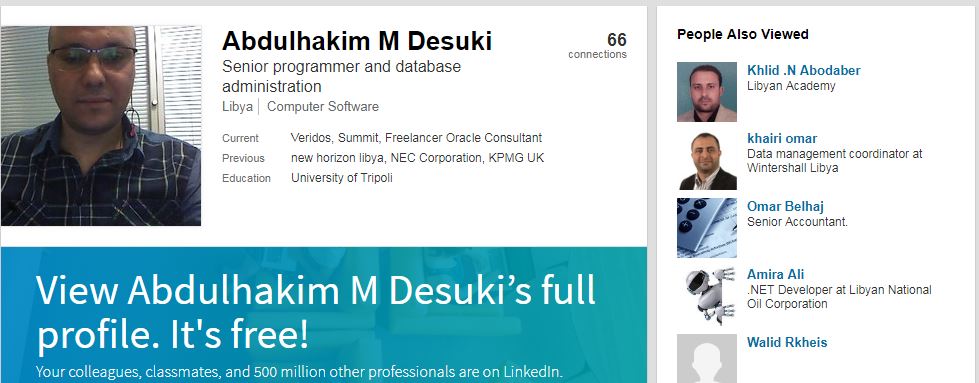 Abdulhakim M Desuki
66
connections
Senior programmer and database
administration
Libya | Computer Software
Current Veridos, Summit, Freelancer Oracle Consultant
Previous new horizon libya, NEC Corporation, KPMG UK
Education University of Tripoli
View Abdulhakim M Desuki’s full
profile. It's free!
Your colleagues, classmates, and 500 million other professionals are on LinkedIn.
People Also Viewed
Khlid .N Abodaber
Libyan Academy
khairi omar
Data management coordinator at
Wintershall Libya
Omar Belhaj
Senior Accountant.
Amira Ali
.NET Developer at Libyan National
Oil Corporation
Walid Rkheis